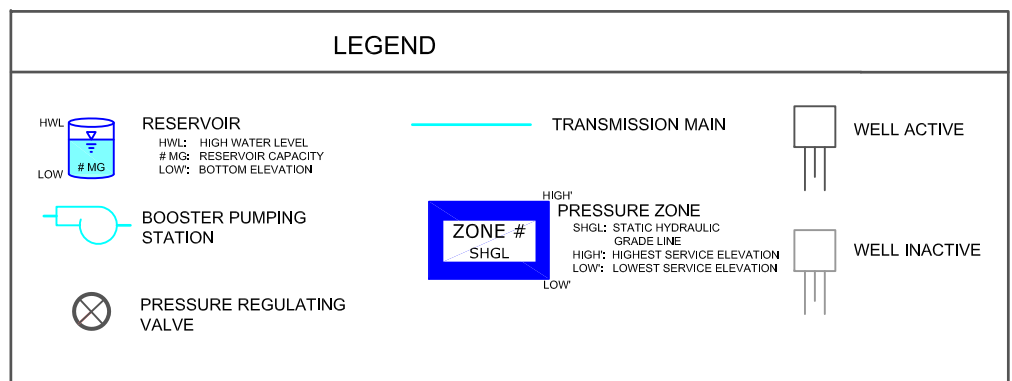 LEGEND
HWL
# MG
LOW
RESERVOIR
HWL: HIGH WATER LEVEL
# MG: RESERVOIR CAPACITY
LOW': BOTTOM ELEVATION
BOOSTER PUMPING
STATION
PRESSURE REGULATING
VALVE
TRANSMISSION MAIN
HIGH'
ZONE #
SHGL
LOW'
PRESSURE ZONE
SHGL: STATIC HYDRAULIC
GRADE LINE
HIGH': HIGHEST SERVICE ELEVATION
LOW': LOWEST SERVICE ELEVATION
WELL ACTIVE
WELL INACTIVE